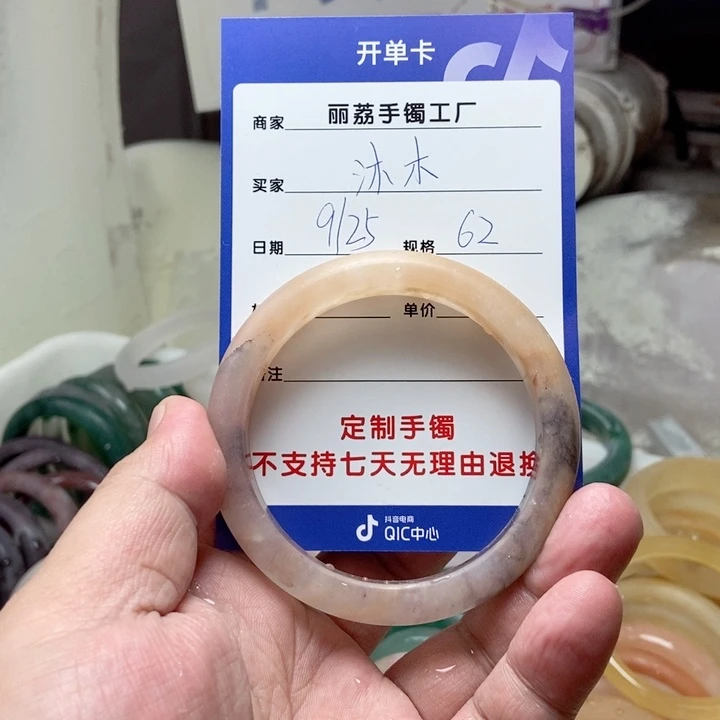 开单卡
商家 丽荔手镯工厂
买家 沐木
日期 9/25 规格 62
单价
注
定制手镯
不支持七天无理由退换
抖音电商
QIC中心